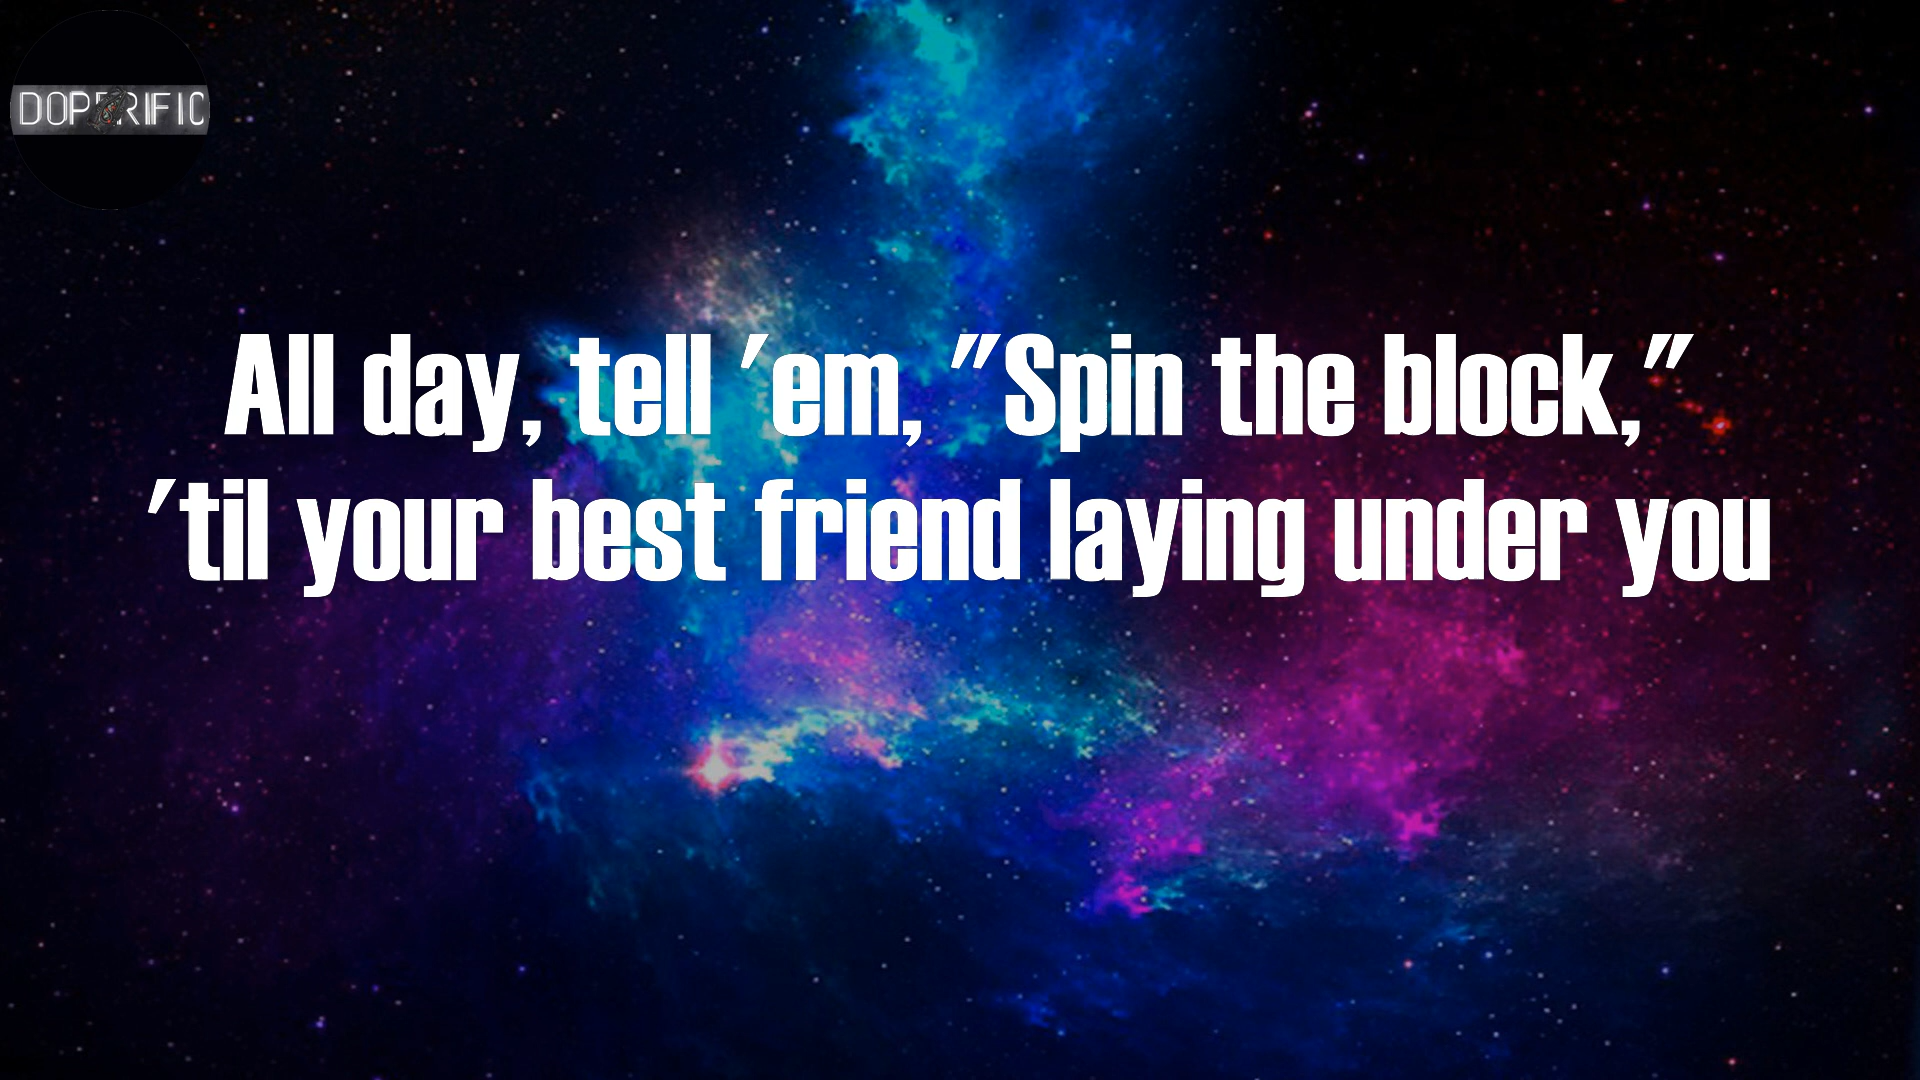 DOPERIFIC
All day, tell 'em, "Spin the block,"
'til your best friend laying under you